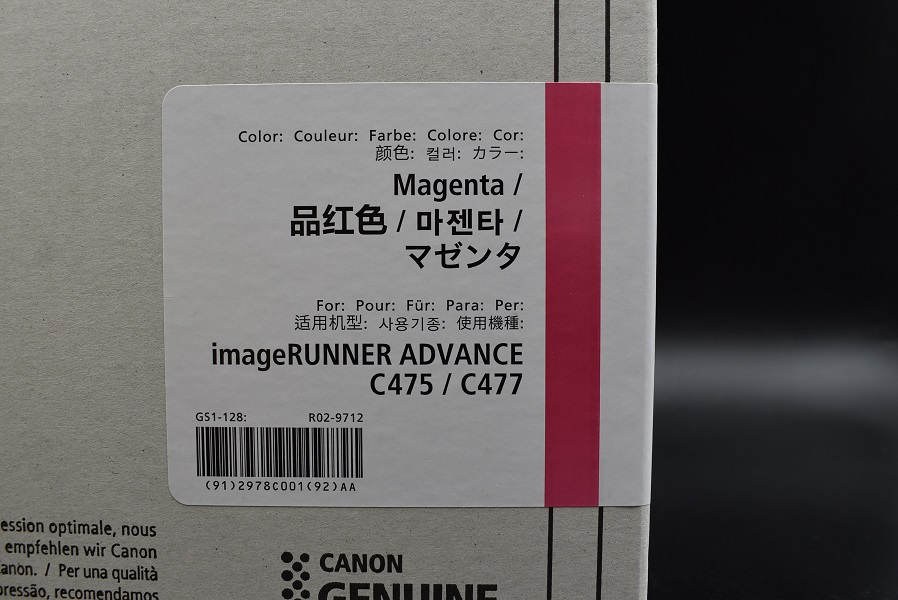 Color: Couleur: Farbe: Colore: Cor:
颜色: 컬러: カラー:
Magenta /
品红色 / 마젠타 /
マゼンタ
For: Pour: Für: Para: Per:
适用机型: 사용기종: 使用機種:
imageRUNNER ADVANCE
C475 / C477
GS1-128: R02-9712
(91)2978C001(92)AA
ession optimale, nous
empfehlen wir Canon
anon. / Per una qualità
pressão, recomendamos
CANON
GENUINE